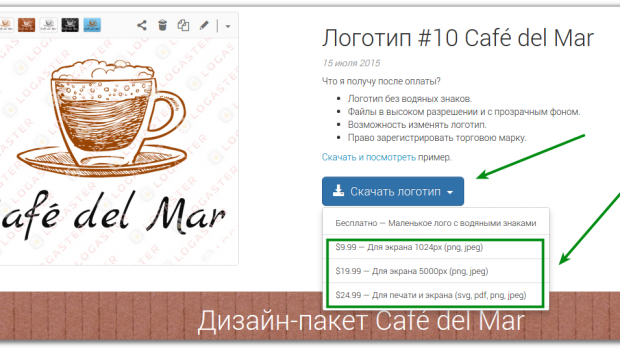 Логотип #10 Café del Mar
15 июля 2015
Что я получу после оплаты?
Логотип без водяных знаков.
Файлы в высоком разрешении и с прозрачным фоном.
Возможность изменять логотип.
Право зарегистрировать торговую марку.
Скачать и посмотреть пример.
Скачать логотип
Бесплатно — Маленькое лого с водяными знаками
$9.99 — Для экрана 1024px (png, jpeg)
$19.99 — Для экрана 5000px (png, jpeg)
$24.99 — Для печати и экрана (svg, pdf, png, jpeg)
afé del Mar
LOGASTER
Дизайн-пакет Café del Mar